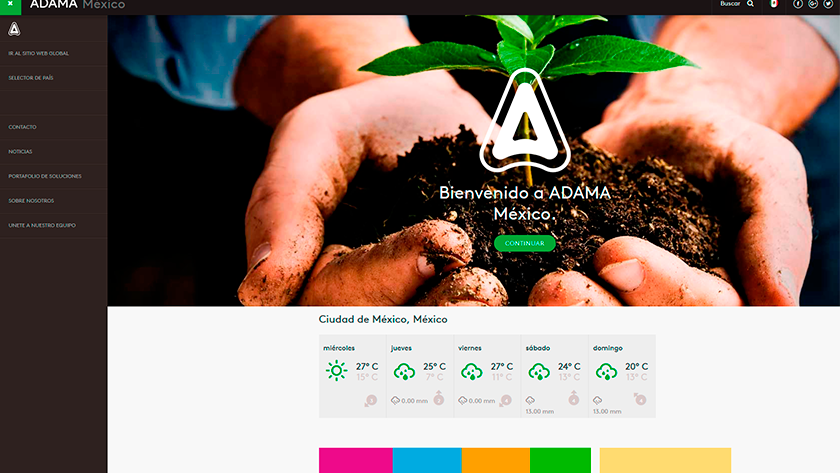 ADAMA México
Buscar
IR AL SITIO WEB GLOBAL
SELECTOR DE PAÍS
CONTACTO
NOTICIAS
PORTAFOLIO DE SOLUCIONES
SOBRE NOSOTROS
UNETE A NUESTRO EQUIPO
Bienvenido a ADAMA
México.
CONTINUAR
Ciudad de México, México
miércoles
27° C
15° C
jueves
25° C
7° C
0.00 mm
viernes
27° C
11° C
0.00 mm
sábado
24° C
13° C
13.00 mm
domingo
20° C
13° C
13.00 mm